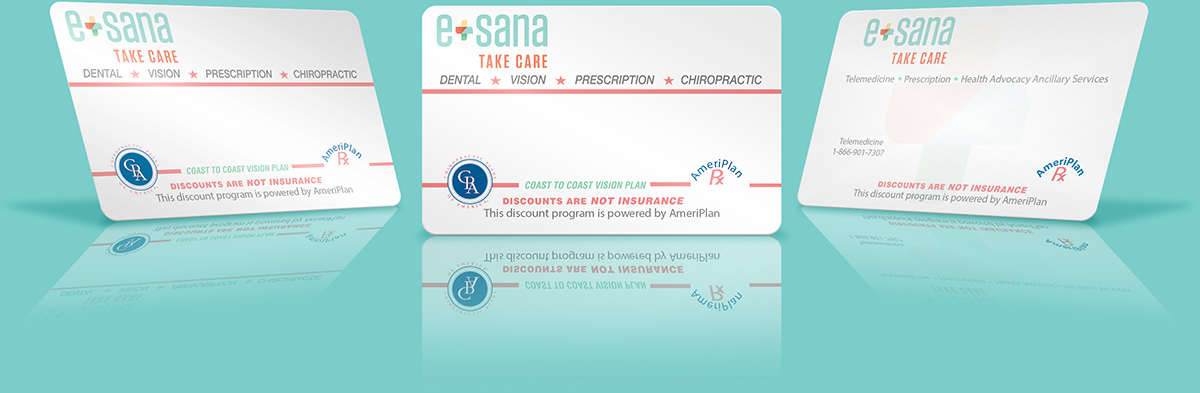 e+sana
TAKE CARE
DENTAL ★ VISION ★ PRESCRIPTION ★ CHIROPRACTIC
COAST TO COAST VISION PLAN
AmeriPlan
Rx
DISCOUNTS ARE NOT INSURANCE
This discount program is powered by AmeriPlan
e+sana
TAKE CARE
DENTAL ★ VISION ★ PRESCRIPTION ★ CHIROPRACTIC
COAST TO COAST VISION PLAN
AmeriPlan
Rx
DISCOUNTS ARE NOT INSURANCE
This discount program is powered by AmeriPlan
e+sana
TAKE CARE
Telemedicine • Prescription • Health Advocacy Ancillary Services
Telemedicine
1-866-901-7307
AmeriPlan
Rx
DISCOUNTS ARE NOT INSURANCE
This discount program is powered by AmeriPlan